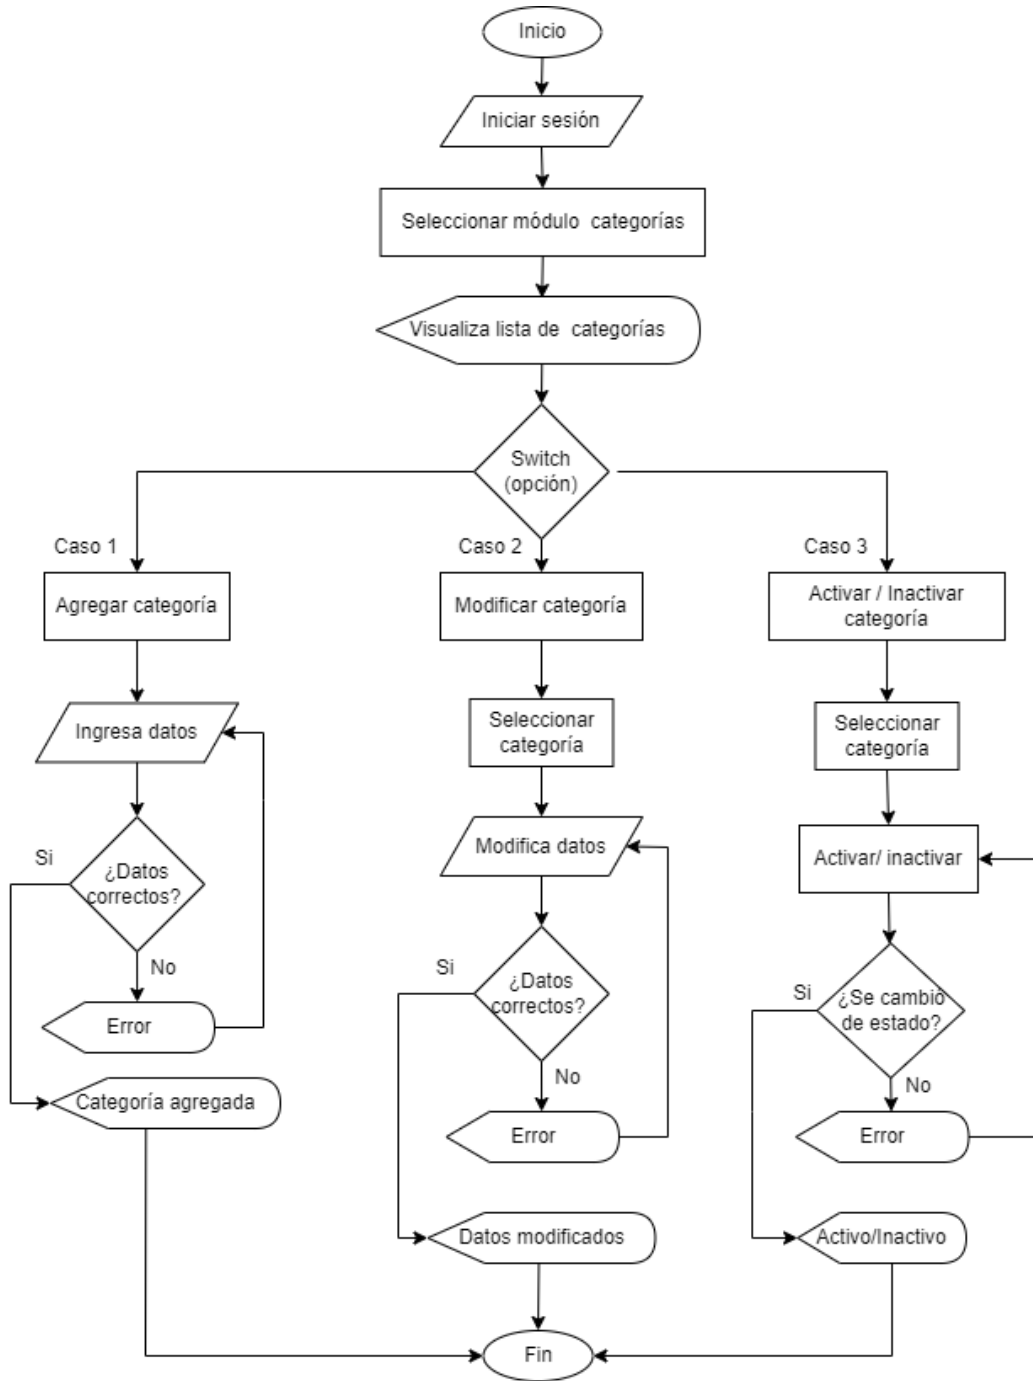 Inicio
Iniciar sesión
Seleccionar módulo categorías
Visualiza lista de categorías
Switch
(opción)
Caso 1
Agregar categoría
Ingresa datos
¿Datos
correctos?
Si
No
Error
Categoría agregada
Caso 2
Modificar categoría
Seleccionar
categoría
Modifica datos
¿Datos
correctos?
Si
No
Error
Datos modificados
Caso 3
Activar / Inactivar
categoría
Seleccionar
categoría
Activar/ inactivar
¿Se cambió
de estado?
Si
No
Error
Activo/Inactivo
Fin